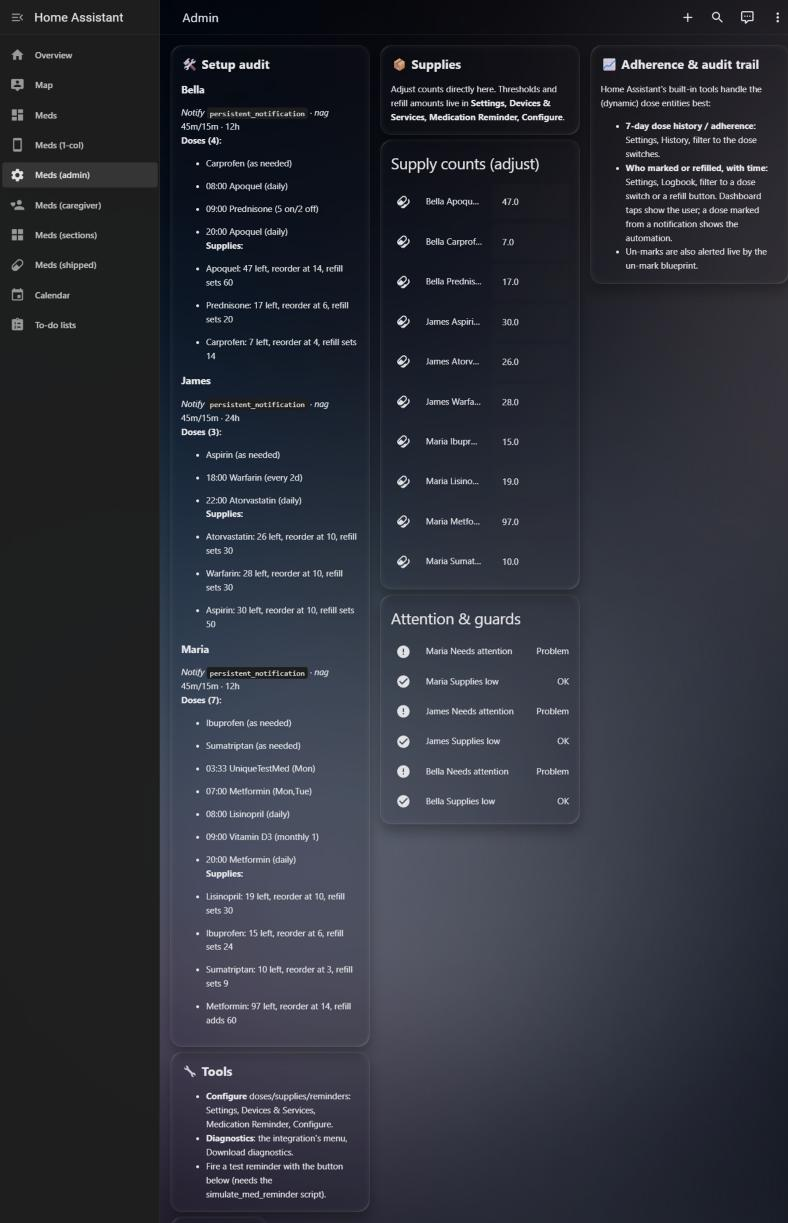 Home Assistant
Overview
Map
Meds
Meds (1-col)
Meds (admin)
Meds (caregiver)
Meds (sections)
Meds (shipped)
Calendar
To-do lists
Admin
Setup audit
Bella
Notify persistent_notification · nag
45m/15m · 12h
Doses (4):
• Carprofen (as needed)
• 08:00 Apoquel (daily)
• 09:00 Prednisone (5 on/2 off)
• 20:00 Apoquel (daily)
Supplies:
• Apoquel: 47 left, reorder at 14, refill
sets 60
• Prednisone: 17 left, reorder at 6, refill
sets 20
• Carprofen: 7 left, reorder at 4, refill sets
14
James
Notify persistent_notification · nag
45m/15m · 24h
Doses (3):
• Aspirin (as needed)
• 18:00 Warfarin (every 2d)
• 22:00 Atorvastatin (daily)
Supplies:
• Atorvastatin: 26 left, reorder at 10, refill
sets 30
• Warfarin: 28 left, reorder at 10, refill
sets 30
• Aspirin: 30 left, reorder at 10, refill sets
50
Maria
Notify persistent_notification · nag
45m/15m · 12h
Doses (7):
• Ibuprofen (as needed)
• Sumatriptan (as needed)
• 03:33 UniqueTestMed (Mon)
• 07:00 Metformin (Mon,Tue)
• 08:00 Lisinopril (daily)
• 09:00 Vitamin D3 (monthly 1)
• 20:00 Metformin (daily)
Supplies:
• Lisinopril: 19 left, reorder at 10, refill
sets 30
• Ibuprofen: 15 left, reorder at 6, refill
sets 24
• Sumatriptan: 10 left, reorder at 3, refill
sets 9
• Metformin: 97 left, reorder at 14, refill
adds 60
Tools
• Configure doses/supplies/reminders:
Settings, Devices & Services,
Medication Reminder, Configure.
• Diagnostics: the integration's menu,
Download diagnostics.
• Fire a test reminder with the button
below (needs the
simulate_med_reminder script).
Supplies
Adjust counts directly here. Thresholds and
refill amounts live in Settings, Devices &
Services, Medication Reminder, Configure.
Supply counts (adjust)
Bella Apoqu... 47.0
Bella Carprof... 7.0
Bella Prednis... 17.0
James Aspiri... 30.0
James Atorv... 26.0
James Warfa... 28.0
Maria Ibupr... 15.0
Maria Lisino... 19.0
Maria Metfo... 97.0
Maria Sumat... 10.0
Attention & guards
Maria Needs attention Problem
Maria Supplies low OK
James Needs attention Problem
James Supplies low OK
Bella Needs attention Problem
Bella Supplies low OK
Adherence & audit trail
Home Assistant's built-in tools handle the
(dynamic) dose entities best:
• 7-day dose history / adherence:
Settings, History, filter to the dose
switches.
• Who marked or refilled, with time:
Settings, Logbook, filter to a dose
switch or a refill button. Dashboard
taps show the user; a dose marked
from a notification shows the
automation.
• Un-marks are also alerted live by the
un-mark blueprint.